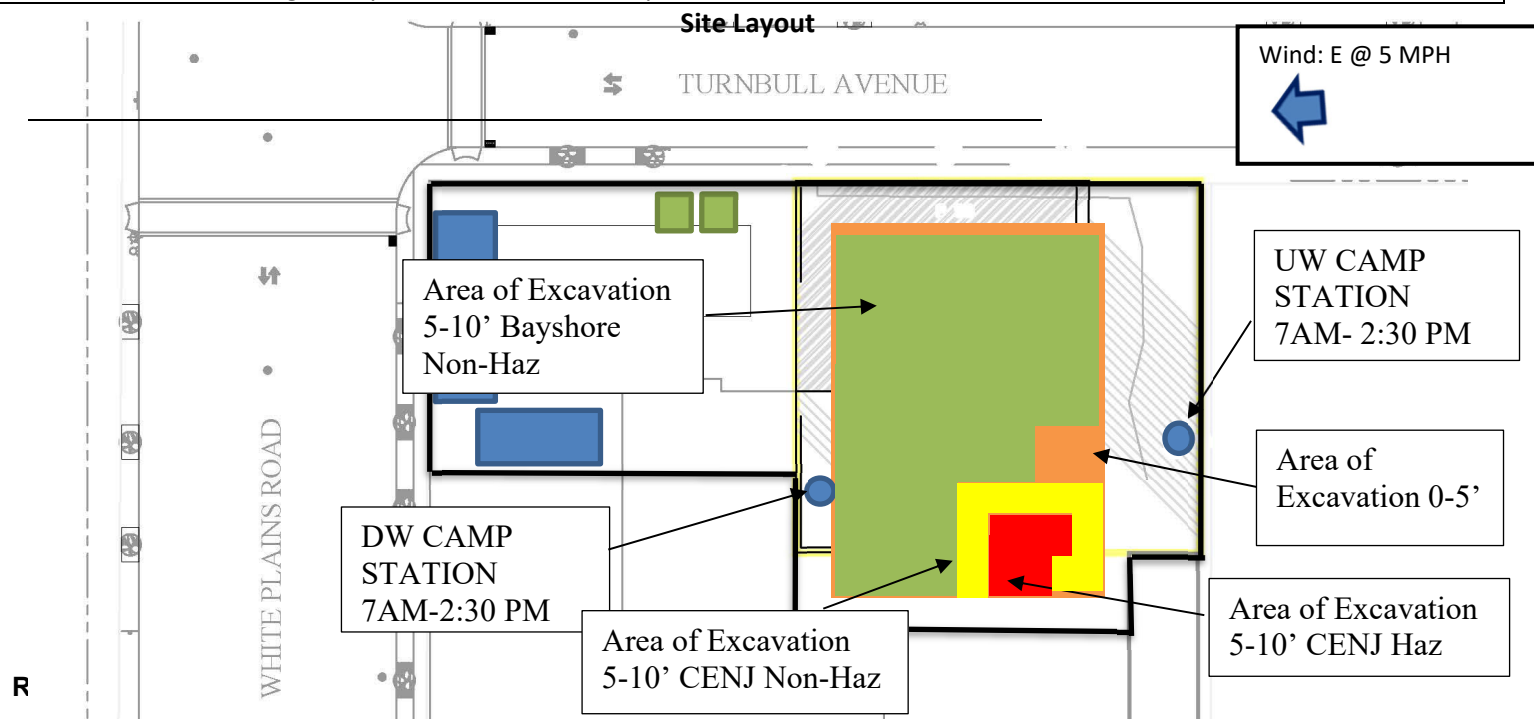 Site Layout
Wind: E @ 5 MPH
TURNBULL AVENUE
WHITE PLAINS ROAD
Area of Excavation
5-10’ Bayshore
Non-Haz
UW CAMP
STATION
7AM- 2:30 PM
Area of
Excavation 0-5’
DW CAMP
STATION
7AM-2:30 PM
Area of Excavation
5-10’ CENJ Non-Haz
Area of Excavation
5-10’ CENJ Haz
R